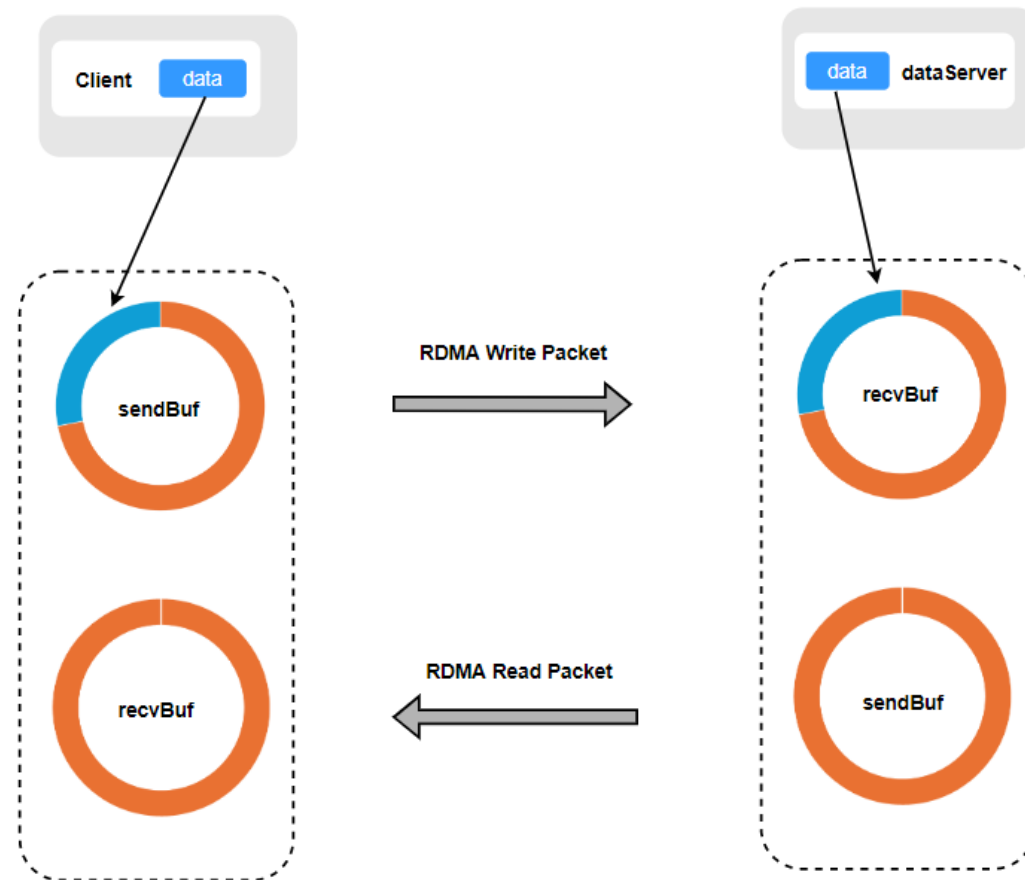 Client
data
data
dataServer
RDMA Write Packet
sendBuf
recvBuf
RDMA Read Packet
recvBuf
sendBuf